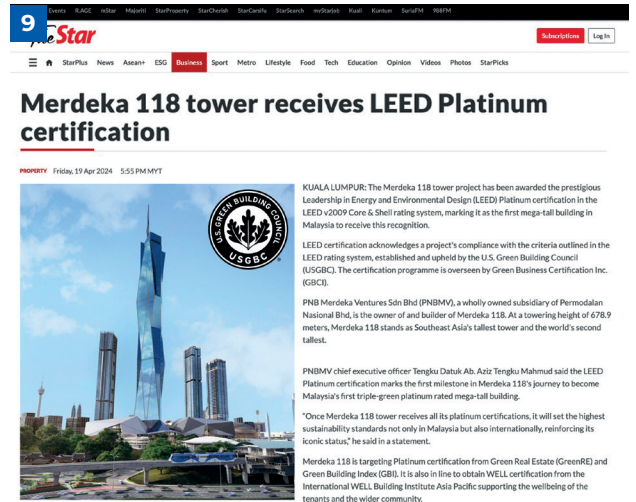 9
Events R.AGE mStar Majoriti StarProperty StarCherish StarCarsifu StarSearch myStarjob Kuali Kuntum SuriaFM 988FM
The Star
Subscriptions Log In
StarPlus News Asean+ ESG Business Sport Metro Lifestyle Food Tech Education Opinion Videos Photos StarPicks
Merdeka 118 tower receives LEED Platinum
certification
PROPERTY Friday, 19 Apr 2024 5:55 PM MYT
U.S. GREEN BUILDING COUNCIL
USGBC
KUALA LUMPUR: The Merdeka 118 tower project has been awarded the prestigious
Leadership in Energy and Environmental Design (LEED) Platinum certification in the
LEED v2009 Core & Shell rating system, marking it as the first mega-tall building in
Malaysia to receive this recognition.
LEED certification acknowledges a project's compliance with the criteria outlined in the
LEED rating system, established and upheld by the U.S. Green Building Council
(USGBC). The certification programme is overseen by Green Business Certification Inc.
(GBCI).
PNB Merdeka Ventures Sdn Bhd (PNBMV), a wholly owned subsidiary of Permodalan
Nasional Bhd, is the owner of and builder of Merdeka 118. At a towering height of 678.9
meters, Merdeka 118 stands as Southeast Asia's tallest tower and the world's second
tallest.
PNBMV chief executive officer Tengku Datuk Ab. Aziz Tengku Mahmud said the LEED
Platinum certification marks the first milestone in Merdeka 118's journey to become
Malaysia's first triple-green platinum rated mega-tall building.
"Once Merdeka 118 tower receives all its platinum certifications, it will set the highest
sustainability standards not only in Malaysia but also internationally, reinforcing its
iconic status," he said in a statement.
Merdeka 118 is targeting Platinum certification from Green Real Estate (GreenRE) and
Green Building Index (GBI). It is also in line to obtain WELL certification from the
International WELL Building Institute Asia Pacific supporting the wellbeing of the
tenants and the wider community.